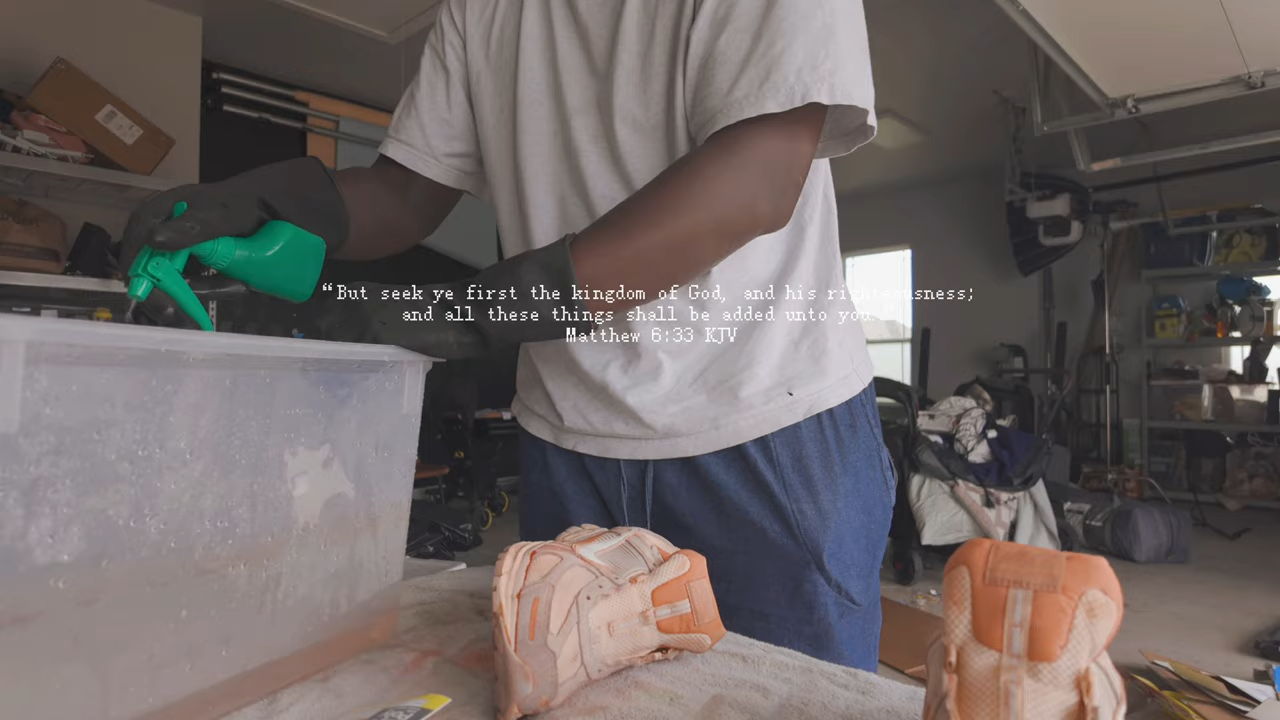 “But seek ye first the kingdom of God, and his righteousness;
and all these things shall be added unto you.”
Matthew 6:33 KJV